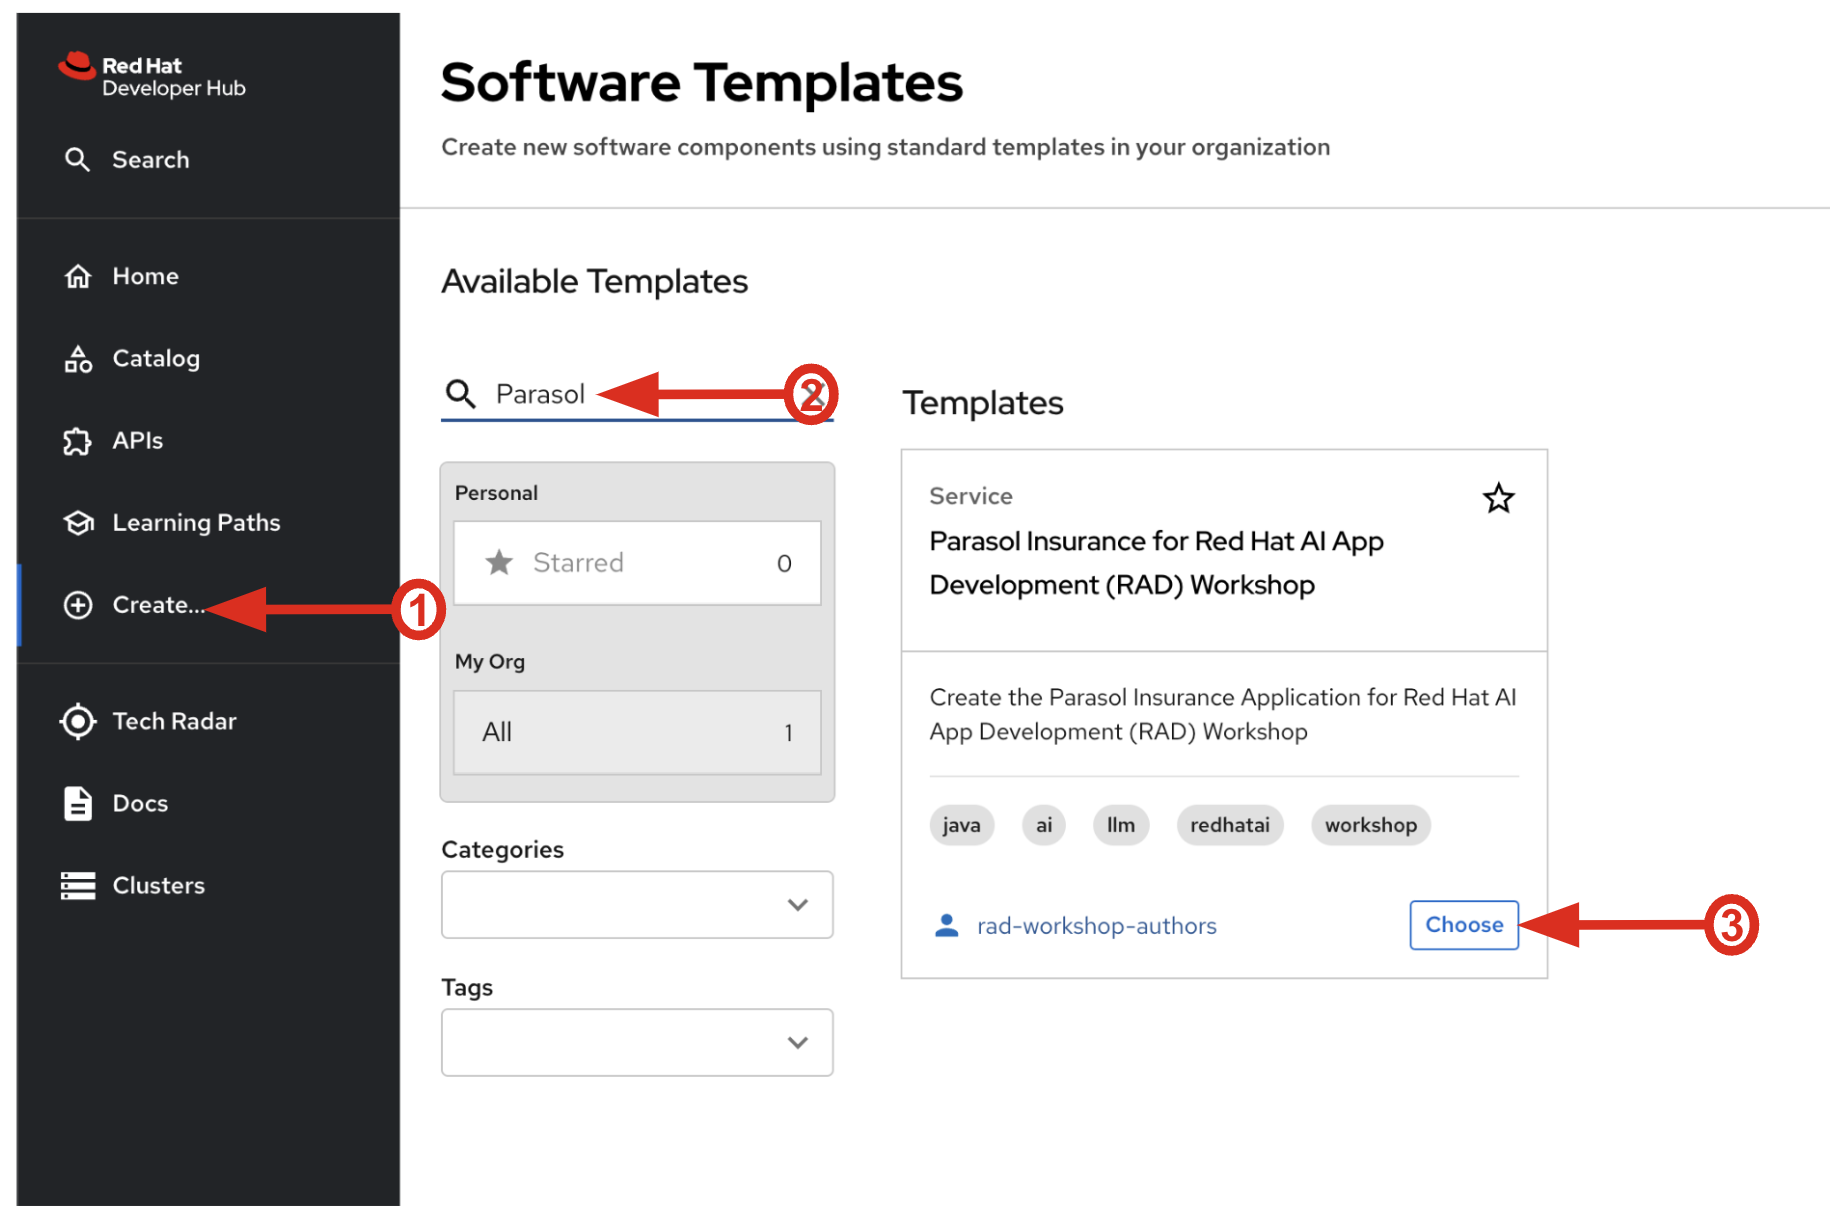 Red Hat
Developer Hub
Search
Home
Catalog
APIs
Learning Paths
Create...
1
Tech Radar
Docs
Clusters
Software Templates
Create new software components using standard templates in your organization
Available Templates
Parasol
2
Personal
Starred 0
My Org
All 1
Categories
Tags
Templates
Service
Parasol Insurance for Red Hat AI App
Development (RAD) Workshop
Create the Parasol Insurance Application for Red Hat AI
App Development (RAD) Workshop
java ai llm redhatai workshop
rad-workshop-authors
Choose
3